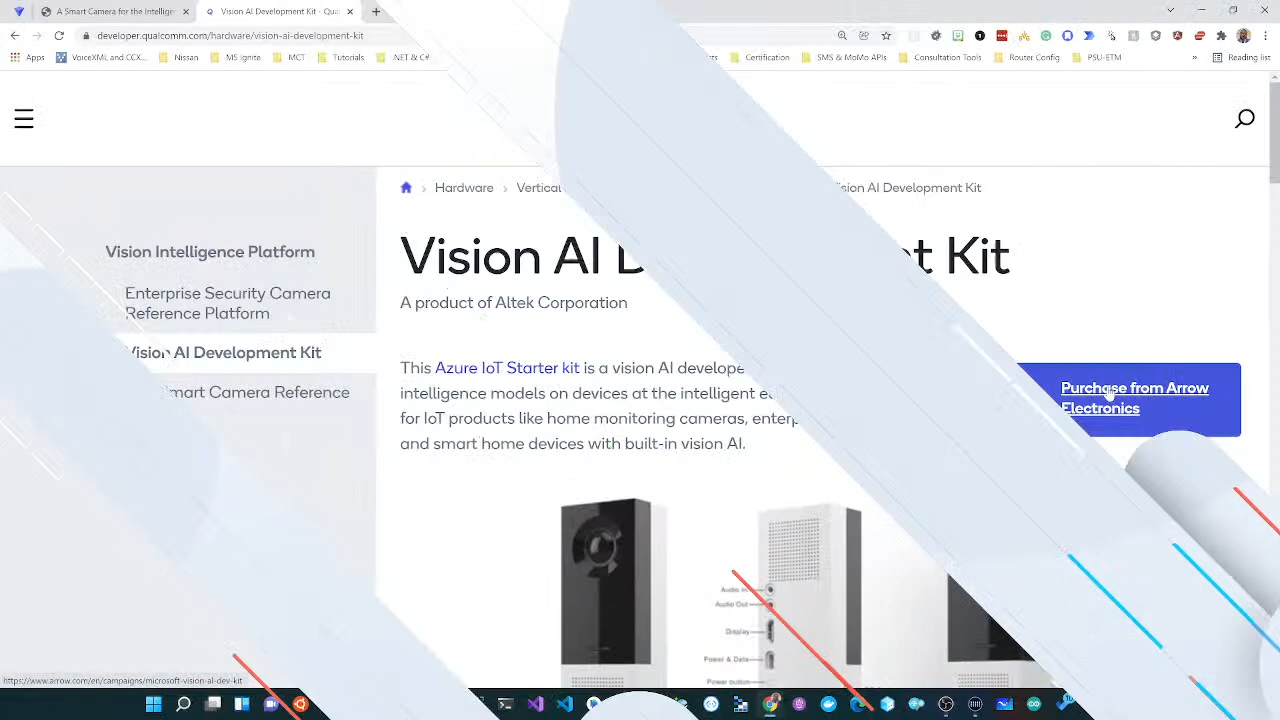 A Smart Camera for the Intelligent
Vision AI Development Kit - Qu
developer.qualcomm.com/hardware/vision-ai-development-kit
Apps
VoiceXML and CCX...
Nissan
MS Ignite
MCT
Tutorials
.NET & C#
Certification
SMS & MoMo APIs
Consultation Tools
Router Config
PSU-ETM
»
Reading list
Hardware > Vertical
ision AI Development Kit
Vision Intelligence Platform
Enterprise Security Camera
Reference Platform
Vision AI Development Kit
mart Camera Reference
Vision AI D t Kit
A product of Altek Corporation
This Azure IoT Starter kit is a vision AI develope
intelligence models on devices at the intelligent ed
for IoT products like home monitoring cameras, enterp
and smart home devices with built-in vision AI.
Purchase from Arrow
Electronics
Audio In
Audio Out
Display
Power & Data
Power button
https://www.arrow.com/en/campaigns/microsoft-vision-ai-dev-kit